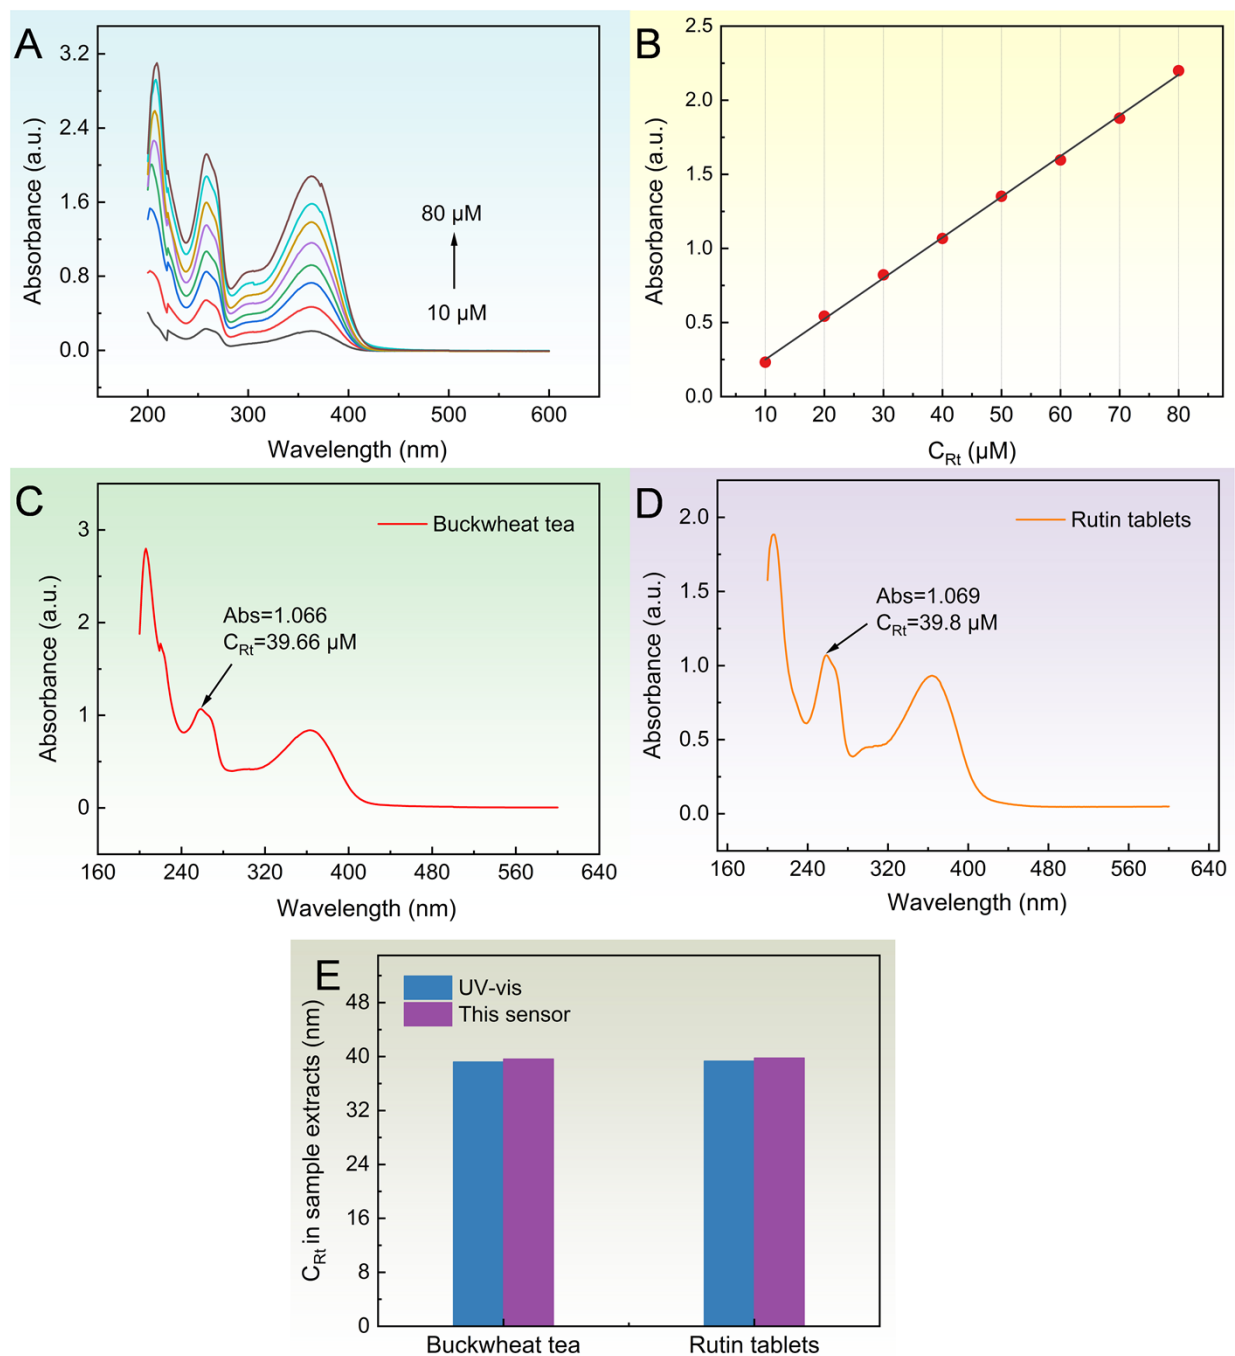 A
Absorbance (a.u.)
3.2
2.4
1.6
0.8
0.0
80 μM
10 μM
200 300 400 500 600
Wavelength (nm)
B
Absorbance (a.u.)
2.5
2.0
1.5
1.0
0.5
0.0
10 20 30 40 50 60 70 80
C_Rt (μM)
C
Absorbance (a.u.)
3
2
1
0
Buckwheat tea
Abs=1.066
C_Rt=39.66 μM
160 240 320 400 480 560 640
Wavelength (nm)
D
Absorbance (a.u.)
2.0
1.5
1.0
0.5
0.0
Rutin tablets
Abs=1.069
C_Rt=39.8 μM
160 240 320 400 480 560 640
Wavelength (nm)
E
C_Rt in sample extracts (nm)
UV-vis
This sensor
48
40
32
24
16
8
0
Buckwheat tea Rutin tablets